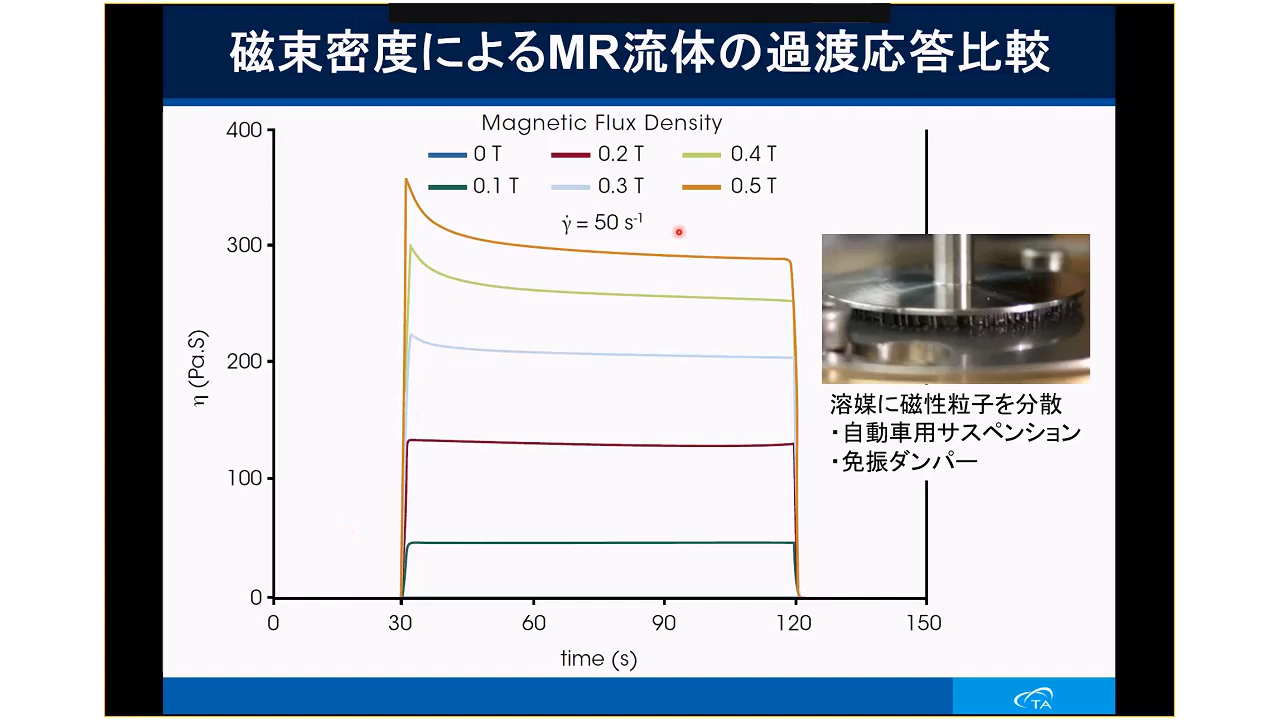 磁束密度によるMR流体の過渡応答比較
Magnetic Flux Density
0 T 0.2 T 0.4 T
0.1 T 0.3 T 0.5 T
γ̇ = 50 s⁻¹
400
300
200
100
0
η (Pa.S)
0 30 60 90 120 150
time (s)
溶媒に磁性粒子を分散
・自動車用サスペンション
・免振ダンパー
TA